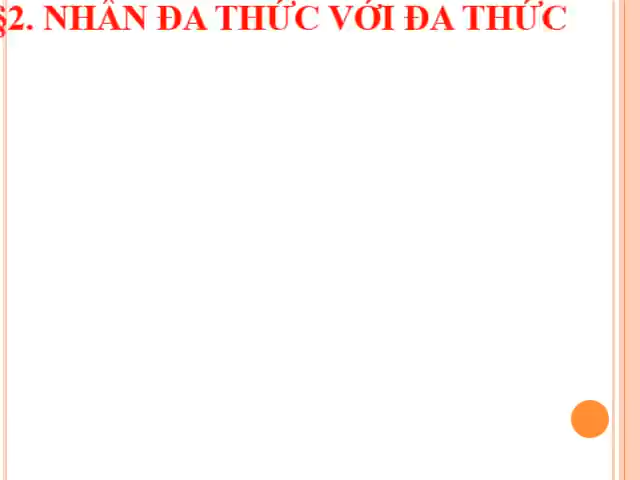 §2. NHÂN ĐA THỨC VỚI ĐA THỨC